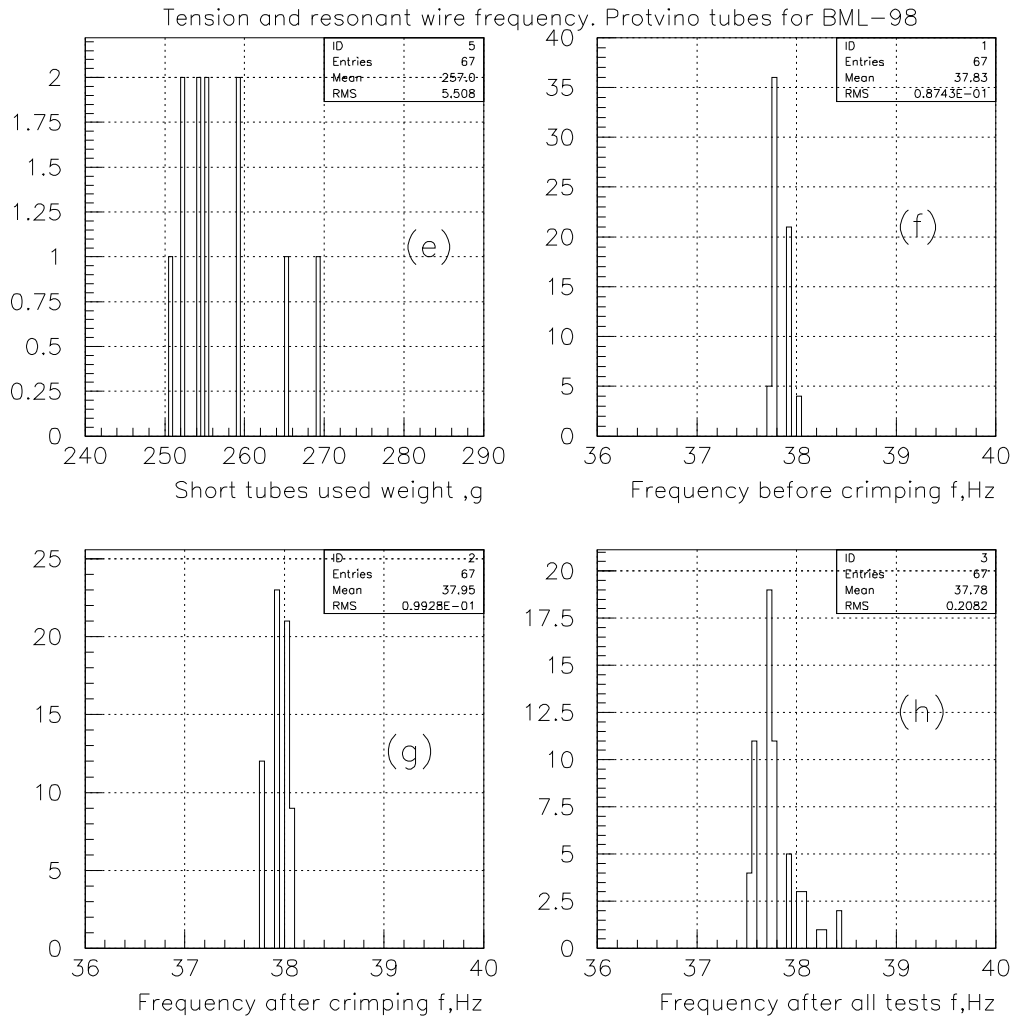 Tension and resonant wire frequency. Protvino tubes for BML-98
ID 5
Entries 67
Mean 257.0
RMS 5.508
2
1.75
1.5
1.25
1
0.75
0.5
0.25
0
240 250 260 270 280 290
(e)
Short tubes used weight ,g
ID 1
Entries 67
Mean 37.83
RMS 0.8743E-01
40
35
30
25
20
15
10
5
0
36 37 38 39 40
(f)
Frequency before crimping f,Hz
ID 2
Entries 67
Mean 37.95
RMS 0.9928E-01
25
20
15
10
5
0
36 37 38 39 40
(g)
Frequency after crimping f,Hz
ID 3
Entries 67
Mean 37.78
RMS 0.2082
20
17.5
15
12.5
10
7.5
5
2.5
0
36 37 38 39 40
(h)
Frequency after all tests f,Hz